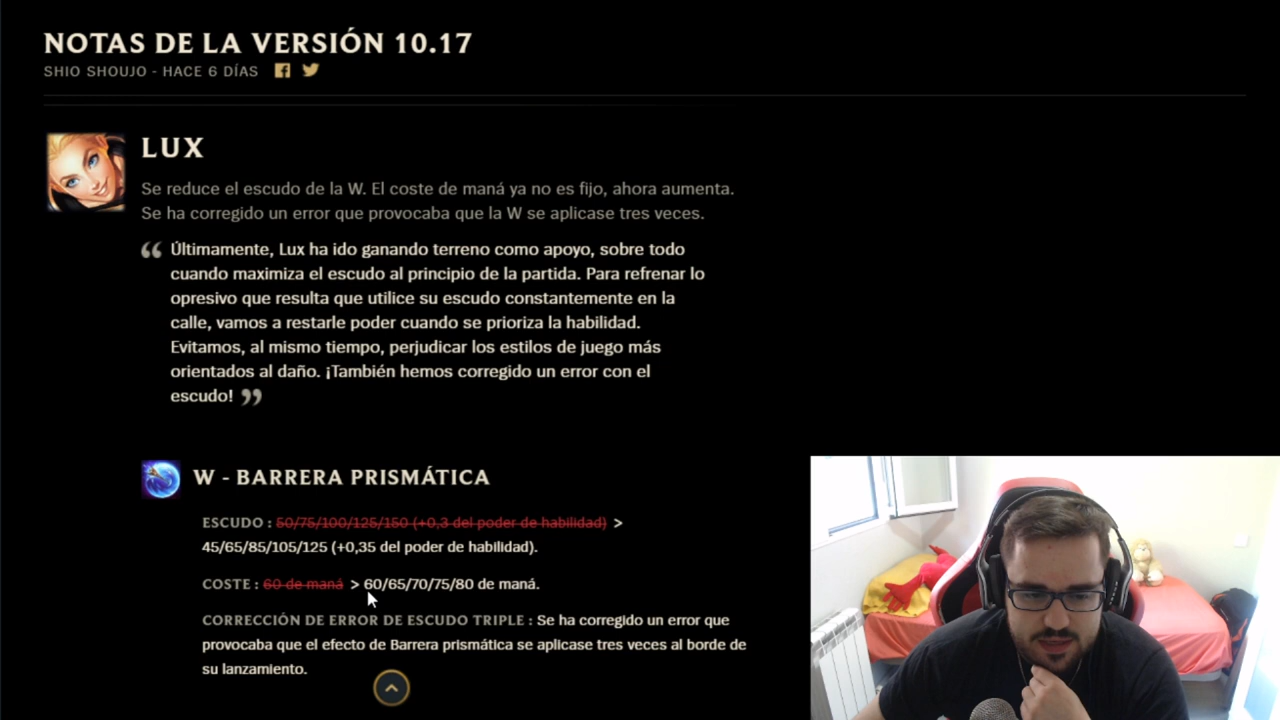 NOTAS DE LA VERSIÓN 10.17
SHIO SHOUJO - HACE 6 DÍAS
LUX
Se reduce el escudo de la W. El coste de maná ya no es fijo, ahora aumenta.
Se ha corregido un error que provocaba que la W se aplicase tres veces.
Últimamente, Lux ha ido ganando terreno como apoyo, sobre todo
cuando maximiza el escudo al principio de la partida. Para refrenar lo
opresivo que resulta que utilice su escudo constantemente en la
calle, vamos a restarle poder cuando se prioriza la habilidad.
Evitamos, al mismo tiempo, perjudicar los estilos de juego más
orientados al daño. ¡También hemos corregido un error con el
escudo!
W - BARRERA PRISMÁTICA
ESCUDO : 50/75/100/125/150 (+0,3 del poder de habilidad) >
45/65/85/105/125 (+0,35 del poder de habilidad).
COSTE : 60 de maná > 60/65/70/75/80 de maná.
CORRECCIÓN DE ERROR DE ESCUDO TRIPLE : Se ha corregido un error que
provocaba que el efecto de Barrera prismática se aplicase tres veces al borde de
su lanzamiento.